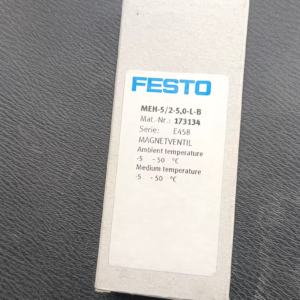 FESTO
MEH-5/2-5,0-L-B
Mat.-Nr.: 173134
Serie: E458
MAGNETVENTIL
Ambient temperature
-5 - 50 °C
Medium temperature
-5 - 50 °C